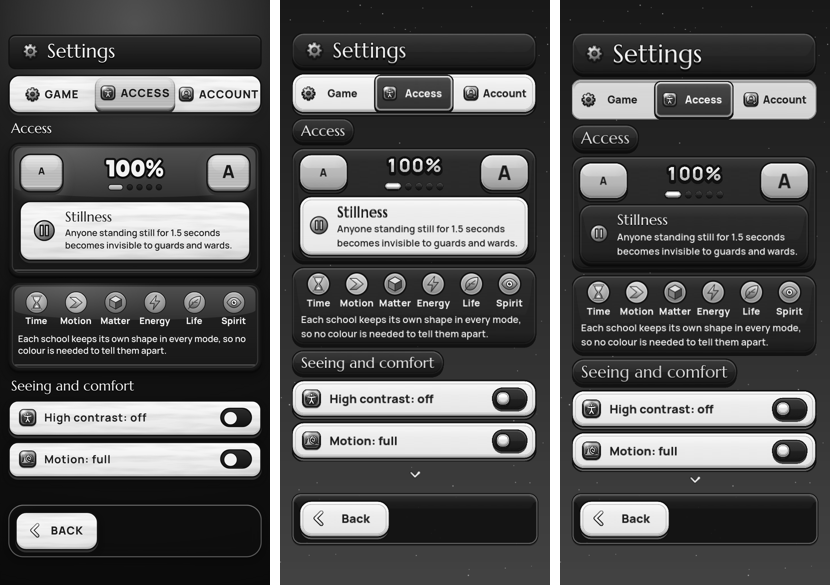 Settings
GAME ACCESS ACCOUNT
Access
A 100% A
Stillness
Anyone standing still for 1.5 seconds
becomes invisible to guards and wards.
Time Motion Matter Energy Life Spirit
Each school keeps its own shape in every mode, so no
colour is needed to tell them apart.
Seeing and comfort
High contrast: off
Motion: full
BACK
Settings
Game Access Account
Access
A 100% A
Stillness
Anyone standing still for 1.5 seconds
becomes invisible to guards and wards.
Time Motion Matter Energy Life Spirit
Each school keeps its own shape in every mode,
so no colour is needed to tell them apart.
Seeing and comfort
High contrast: off
Motion: full
Back
Settings
Game Access Account
Access
A 100% A
Stillness
Anyone standing still for 1.5 seconds
becomes invisible to guards and wards.
Time Motion Matter Energy Life Spirit
Each school keeps its own shape in every mode,
so no colour is needed to tell them apart.
Seeing and comfort
High contrast: off
Motion: full
Back